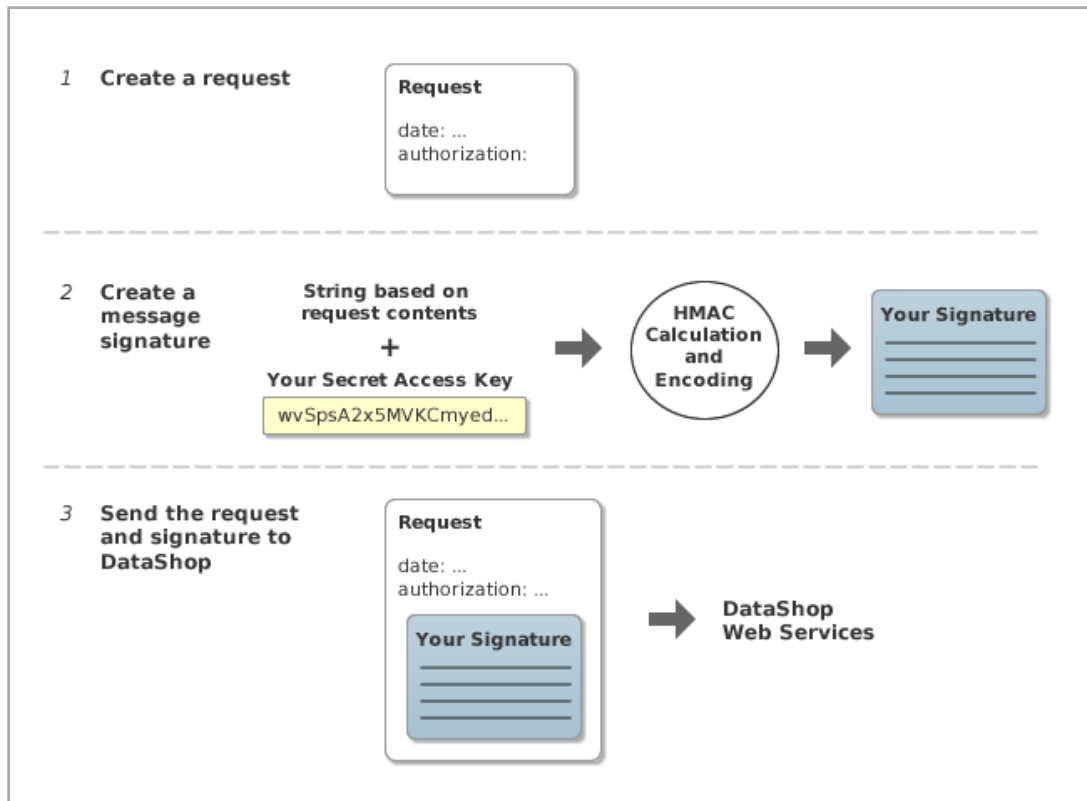 1 Create a request
Request
date: ...
authorization:
2 Create a
message
signature
String based on
request contents
+
Your Secret Access Key
wvSpsA2x5MVKCmyed...
HMAC
Calculation
and
Encoding
Your Signature
3 Send the request
and signature to
DataShop
Request
date: ...
authorization: ...
Your Signature
DataShop
Web Services